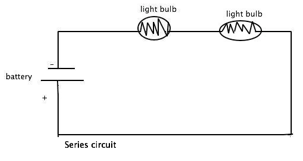 light bulb
light bulb
–
battery
+
Series circuit